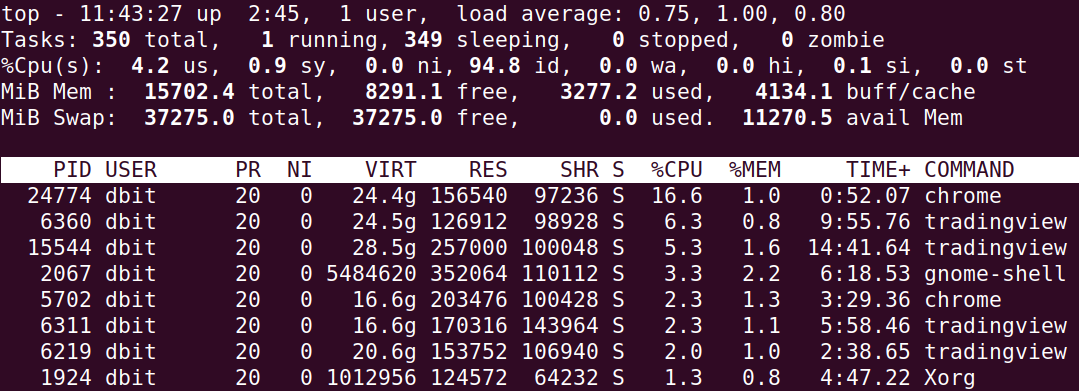 top - 11:43:27 up  2:45,  1 user,  load average: 0.75, 1.00, 0.80
Tasks: 350 total,   1 running, 349 sleeping,   0 stopped,   0 zombie
%Cpu(s):  4.2 us,  0.9 sy,  0.0 ni, 94.8 id,  0.0 wa,  0.0 hi,  0.1 si,  0.0 st
MiB Mem :  15702.4 total,   8291.1 free,   3277.2 used,   4134.1 buff/cache
MiB Swap:  37275.0 total,  37275.0 free,      0.0 used.  11270.5 avail Mem
    PID USER      PR  NI    VIRT    RES    SHR S  %CPU  %MEM     TIME+ COMMAND
  24774 dbit      20   0   24.4g 156540  97236 S  16.6   1.0   0:52.07 chrome
   6360 dbit      20   0   24.5g 126912  98928 S   6.3   0.8   9:55.76 tradingview
  15544 dbit      20   0   28.5g 257000 100048 S   5.3   1.6  14:41.64 tradingview
   2067 dbit      20   0 5484620 352064 110112 S   3.3   2.2   6:18.53 gnome-shell
   5702 dbit      20   0   16.6g 203476 100428 S   2.3   1.3   3:29.36 chrome
   6311 dbit      20   0   16.6g 170316 143964 S   2.3   1.1   5:58.46 tradingview
   6219 dbit      20   0   20.6g 153752 106940 S   2.0   1.0   2:38.65 tradingview
   1924 dbit      20   0 1012956 124572  64232 S   1.3   0.8   4:47.22 Xorg